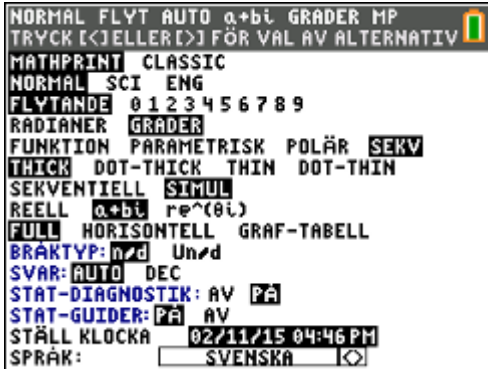 NORMAL FLYT AUTO a+bi GRADER MP
TRYCK [<]ELLER[>] FÖR VAL AV ALTERNATIV
MATHPRINT CLASSIC
NORMAL SCI ENG
FLYTANDE 0 1 2 3 4 5 6 7 8 9
RADIANER GRADER
FUNKTION PARAMETRISK POLÄR SEKV
THICK DOT-THICK THIN DOT-THIN
SEKVENTIELL SIMUL
REELL a+bi re^(θi)
FULL HORISONTELL GRAF-TABELL
BRÅKTYP: n/d Un/d
SVAR: AUTO DEC
STAT-DIAGNOSTIK: AV PÅ
STAT-GUIDER: PÅ AV
STÄLL KLOCKA 02/11/15 04:46 PM
SPRÅK: SVENSKA <>